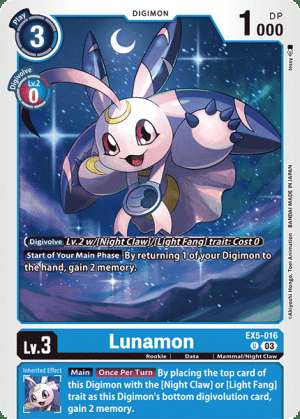 DIGIMON
Play
3
DP
1000
Digivolve
Lv.2
0
©Akiyoshi Hongo, Toei Animation BANDAI MADE IN JAPAN
Digivolve Lv.2 w/[Night Claw]/[Light Fang] trait: Cost 0
Start of Your Main Phase By returning 1 of your Digimon to
the hand, gain 2 memory.
EX5-016
Lunamon
U 03
Lv.3
Rookie Data Mammal/Night Claw
Inherited Effect
Main Once Per Turn By placing the top card of
this Digimon with the [Night Claw] or [Light Fang]
trait as this Digimon's bottom digivolution card,
gain 2 memory.